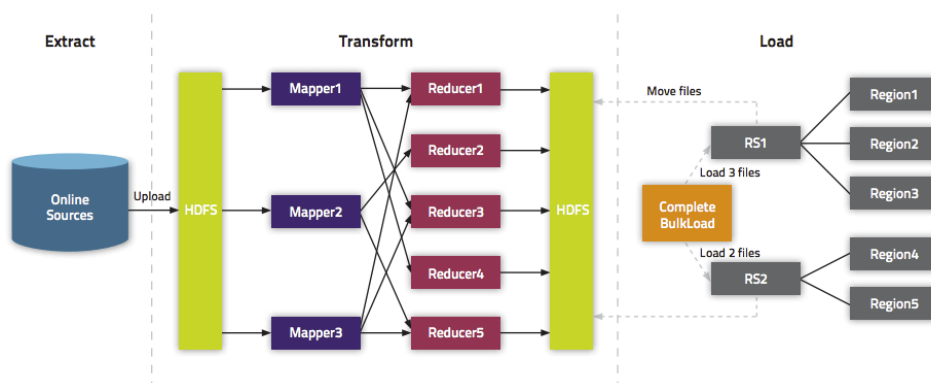 Extract
Transform
Load
Online
Sources
Upload
HDFS
Mapper1
Mapper2
Mapper3
Reducer1
Reducer2
Reducer3
Reducer4
Reducer5
HDFS
Move files
RS1
Load 3 files
Complete
BulkLoad
Load 2 files
RS2
Region1
Region2
Region3
Region4
Region5